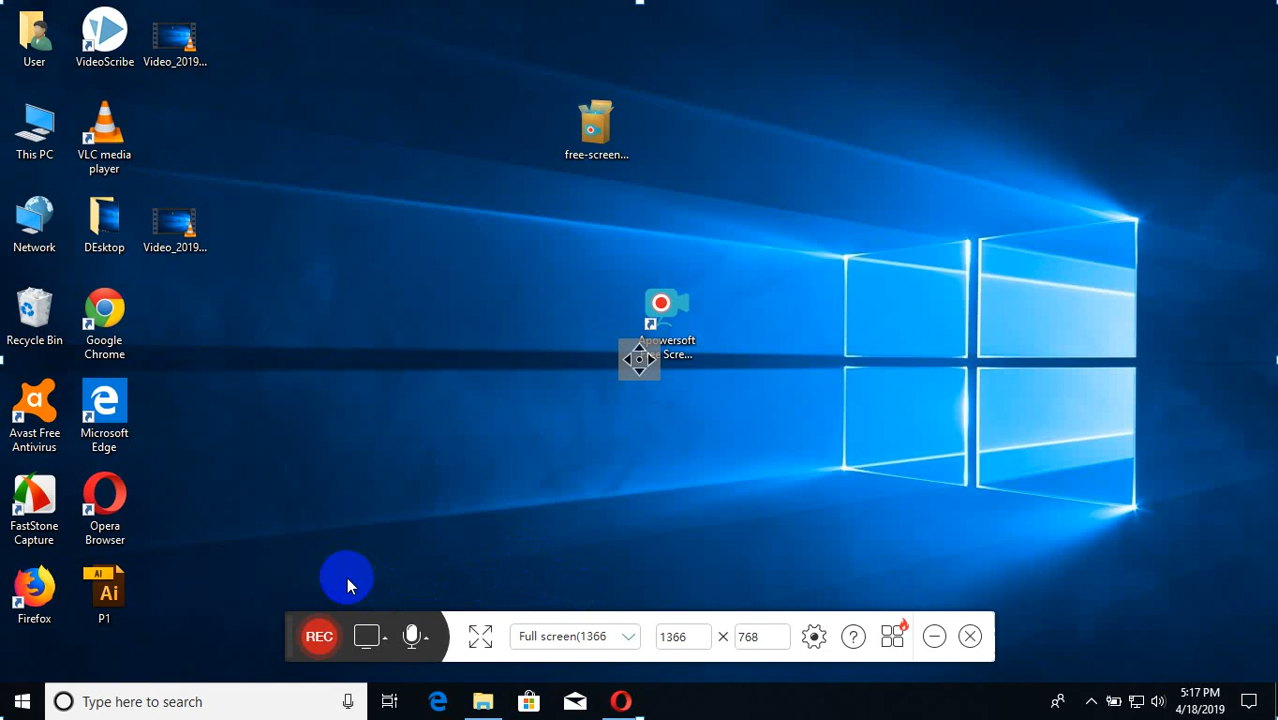 User
VideoScribe
Video_2019...
This PC
VLC media
player
free-screen...
Network
DEsktop
Video_2019...
Recycle Bin
Google
Chrome
Apowersoft
Scre...
Avast Free
Antivirus
Microsoft
Edge
FastStone
Capture
Opera
Browser
Firefox
Ai
Ai
P1
REC
Full screen(1366
1366
768
?
Type here to search
5:17 PM
4/18/2019